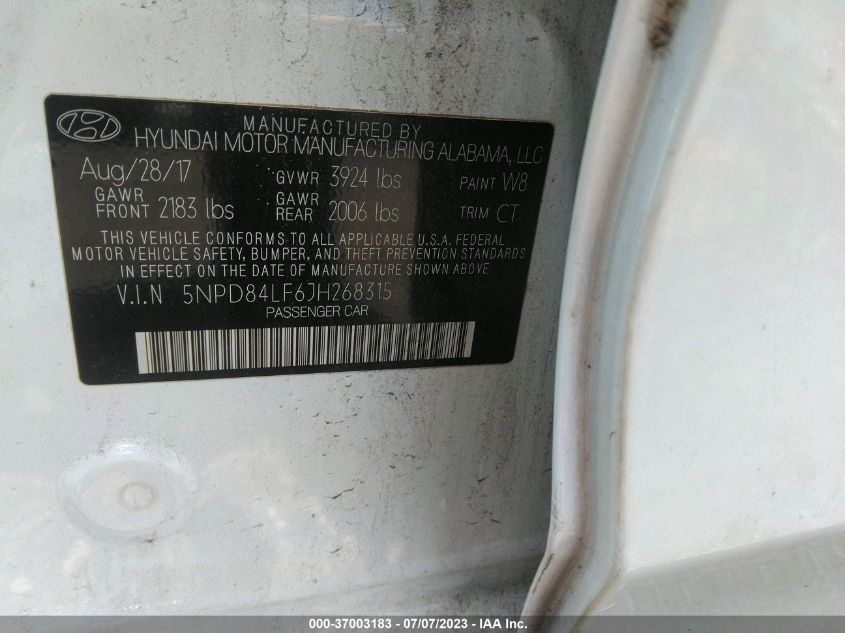 MANUFACTURED BY
HYUNDAI MOTOR MANUFACTURING ALABAMA, LLC
Aug/28/17 GVWR 3924 lbs PAINT W8
GAWR FRONT 2183 lbs GAWR REAR 2006 lbs TRIM CT
THIS VEHICLE CONFORMS TO ALL APPLICABLE U.S.A. FEDERAL
MOTOR VEHICLE SAFETY, BUMPER, AND THEFT PREVENTION STANDARDS
IN EFFECT ON THE DATE OF MANUFACTURE SHOWN ABOVE
V.I.N 5NPD84LF6JH268315
PASSENGER CAR
000-37003183 - 07/07/2023 - IAA Inc.